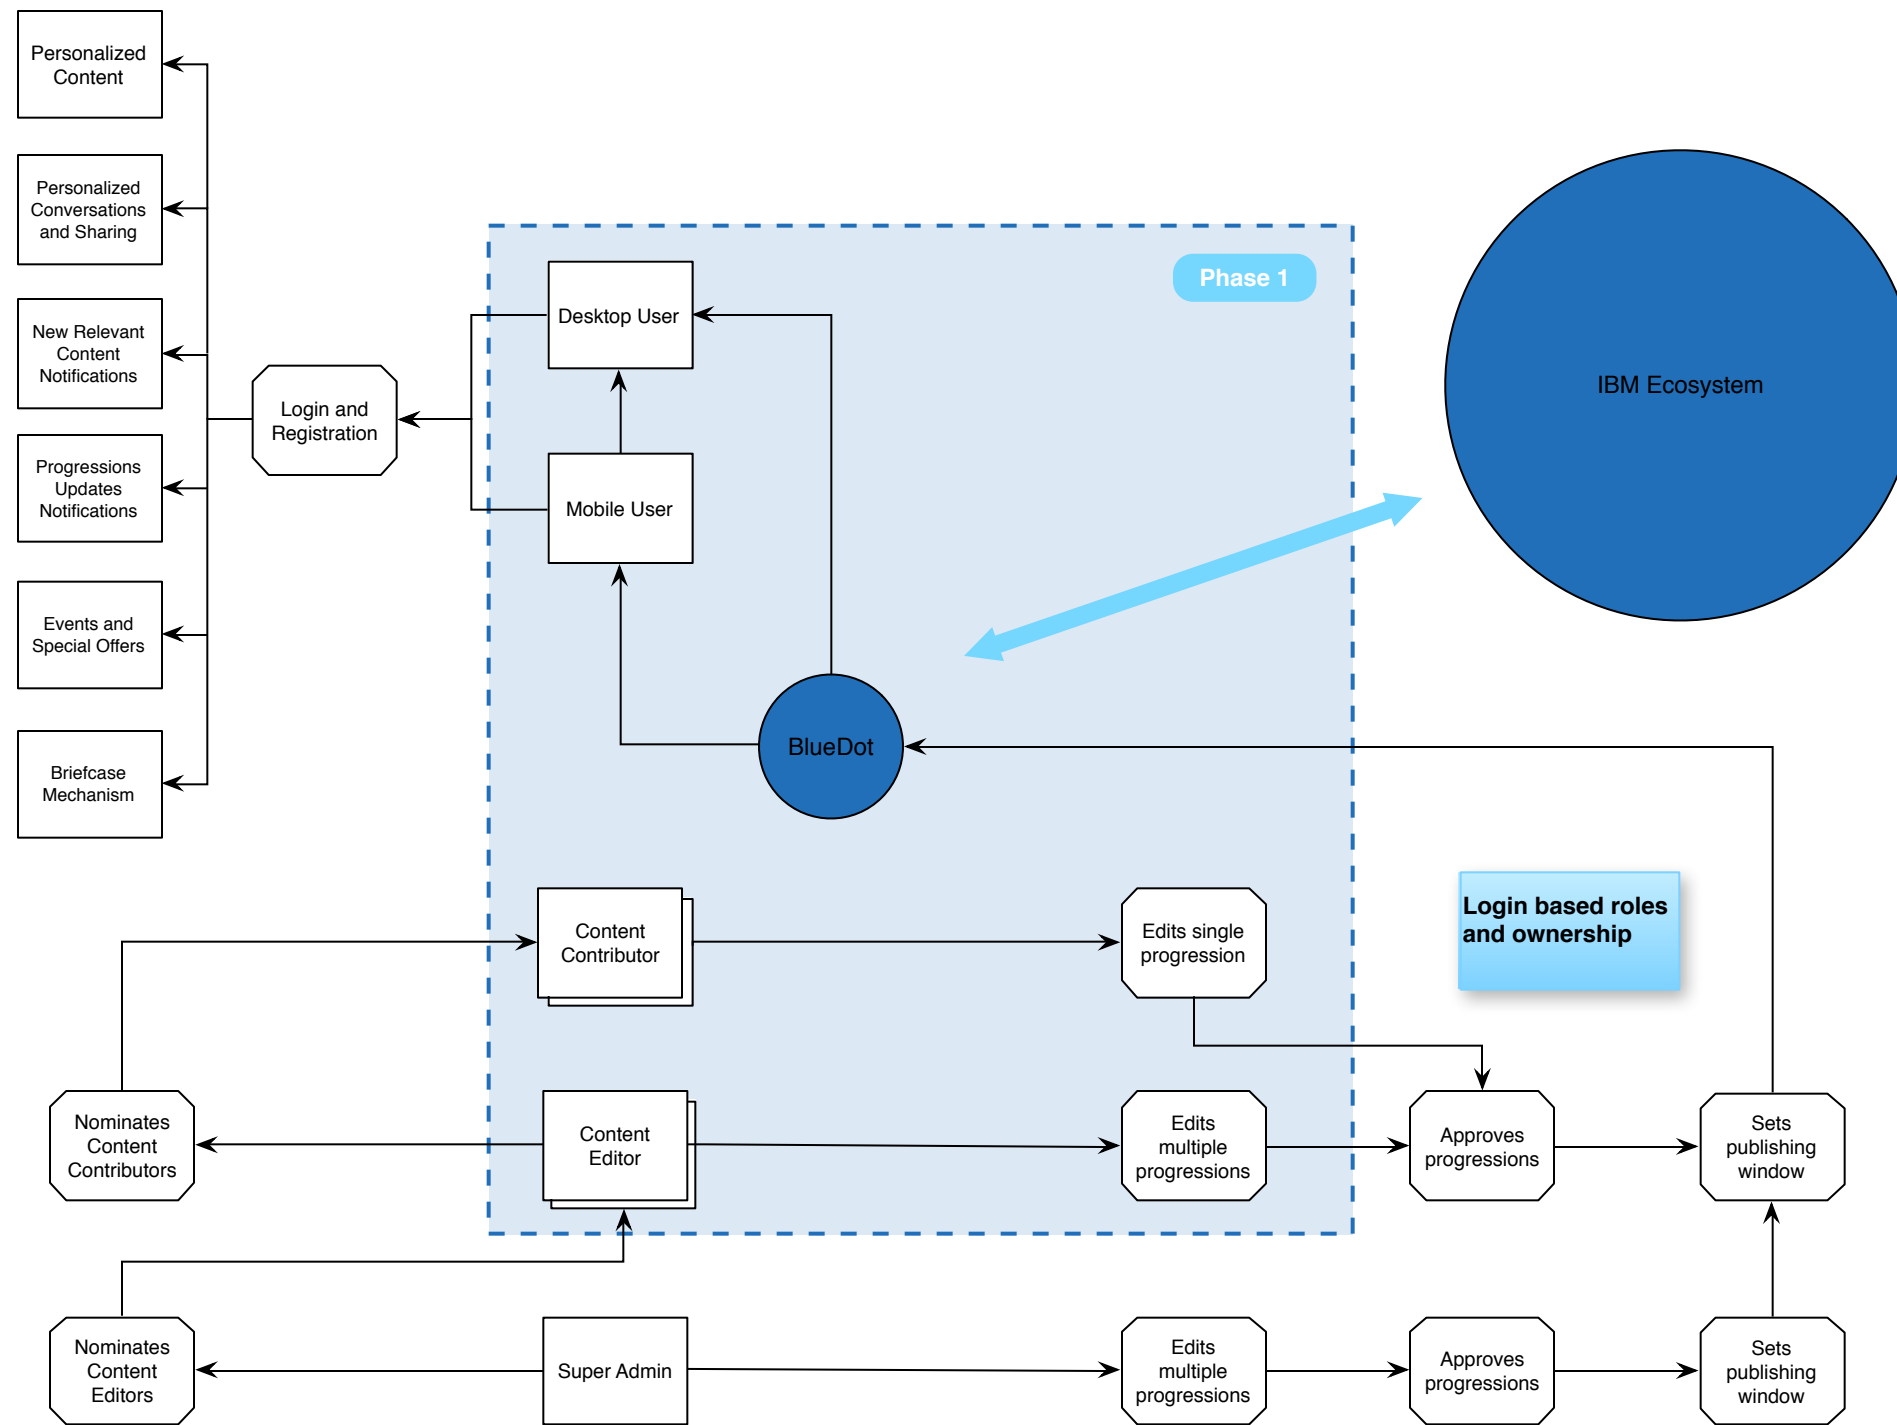 Personalized
Content
Personalized
Conversations
and Sharing
New Relevant
Content
Notifications
Progressions
Updates
Notifications
Events and
Special Offers
Briefcase
Mechanism
Login and
Registration
Desktop User
Mobile User
Phase 1
IBM Ecosystem
BlueDot
Content
Contributor
Edits single
progression
Login based roles
and ownership
Nominates
Content
Contributors
Content
Editor
Edits
multiple
progressions
Approves
progressions
Sets
publishing
window
Nominates
Content
Editors
Super Admin
Edits
multiple
progressions
Approves
progressions
Sets
publishing
window